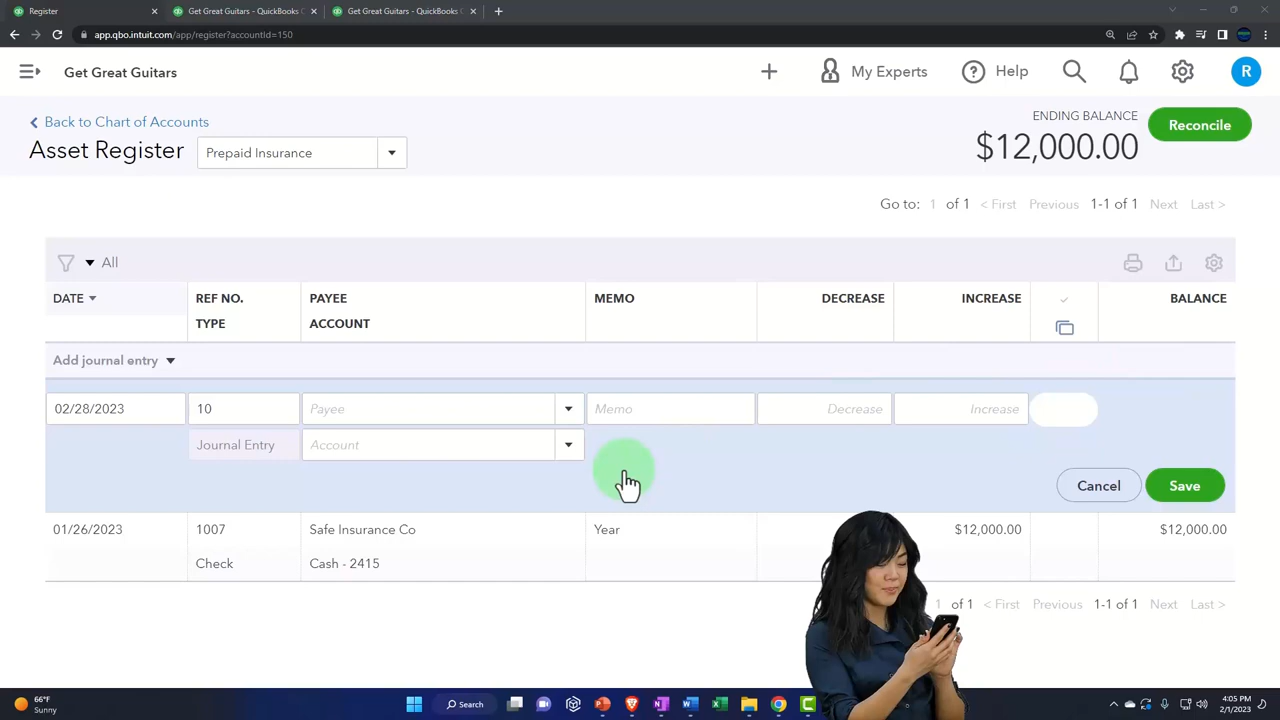 Register
Get Great Guitars - QuickBooks C
Get Great Guitars - QuickBooks C
app.qbo.intuit.com/app/register?accountId=150
Get Great Guitars
My Experts
Help
R
Back to Chart of Accounts
Asset Register
Prepaid Insurance
ENDING BALANCE
$12,000.00
Reconcile
Go to: 1 of 1 < First Previous 1-1 of 1 Next Last >
All
DATE REF NO. PAYEE MEMO DECREASE INCREASE BALANCE
TYPE ACCOUNT
Add journal entry
02/28/2023 10 Payee Memo Decrease Increase
Journal Entry Account
Cancel Save
01/26/2023 1007 Safe Insurance Co Year $12,000.00 $12,000.00
Check Cash - 2415
1 of 1 < First Previous 1-1 of 1 Next Last >
66°F
Sunny
Search
4:05 PM
2/1/2023